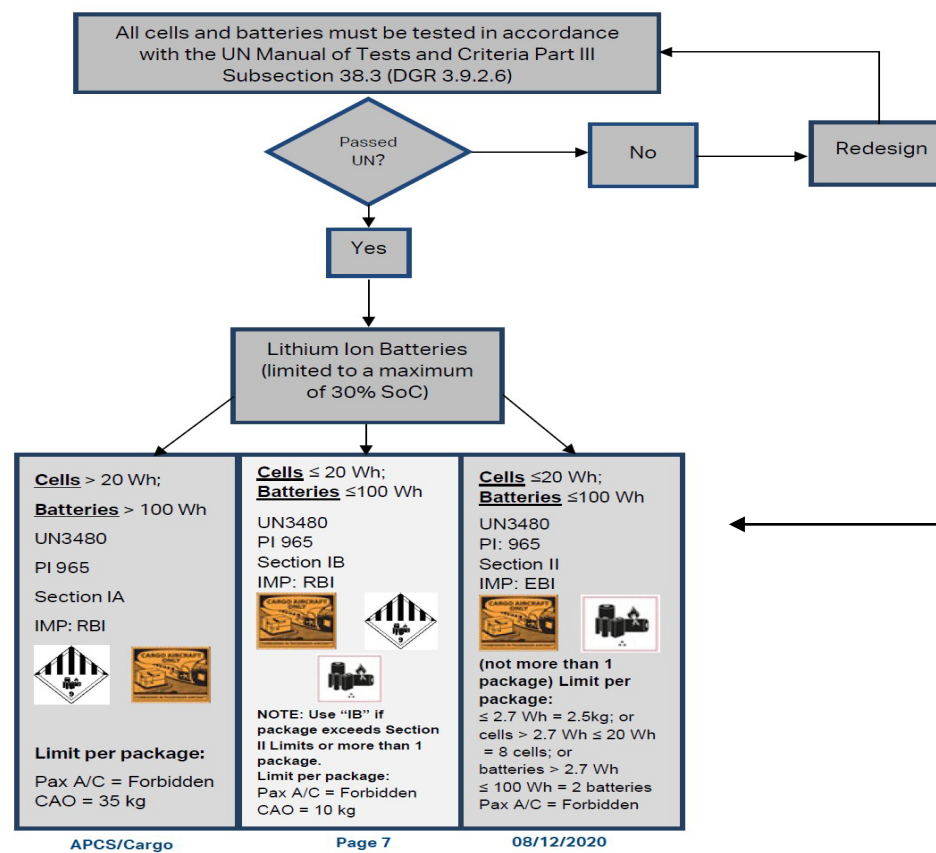 All cells and batteries must be tested in accordance
with the UN Manual of Tests and Criteria Part III
Subsection 38.3 (DGR 3.9.2.6)
Passed
UN?
No
Redesign
Yes
Lithium Ion Batteries
(limited to a maximum
of 30% SoC)
Cells > 20 Wh;
Batteries > 100 Wh
UN3480
PI 965
Section IA
IMP: RBI
9
CARGO AIRCRAFT
ONLY
Limit per package:
Pax A/C = Forbidden
CAO = 35 kg
Cells ≤ 20 Wh;
Batteries ≤100 Wh
UN3480
PI 965
Section IB
IMP: RBI
CARGO AIRCRAFT
ONLY
9
NOTE: Use “IB” if
package exceeds Section
II Limits or more than 1
package.
Limit per package:
Pax A/C = Forbidden
CAO = 10 kg
Cells ≤20 Wh;
Batteries ≤100 Wh
UN3480
PI: 965
Section II
IMP: EBI
CARGO AIRCRAFT
ONLY
(not more than 1
package) Limit per
package:
≤ 2.7 Wh = 2.5kg; or
cells > 2.7 Wh ≤ 20 Wh
= 8 cells; or
batteries > 2.7 Wh
≤ 100 Wh = 2 batteries
Pax A/C = Forbidden
APCS/Cargo
Page 7
08/12/2020